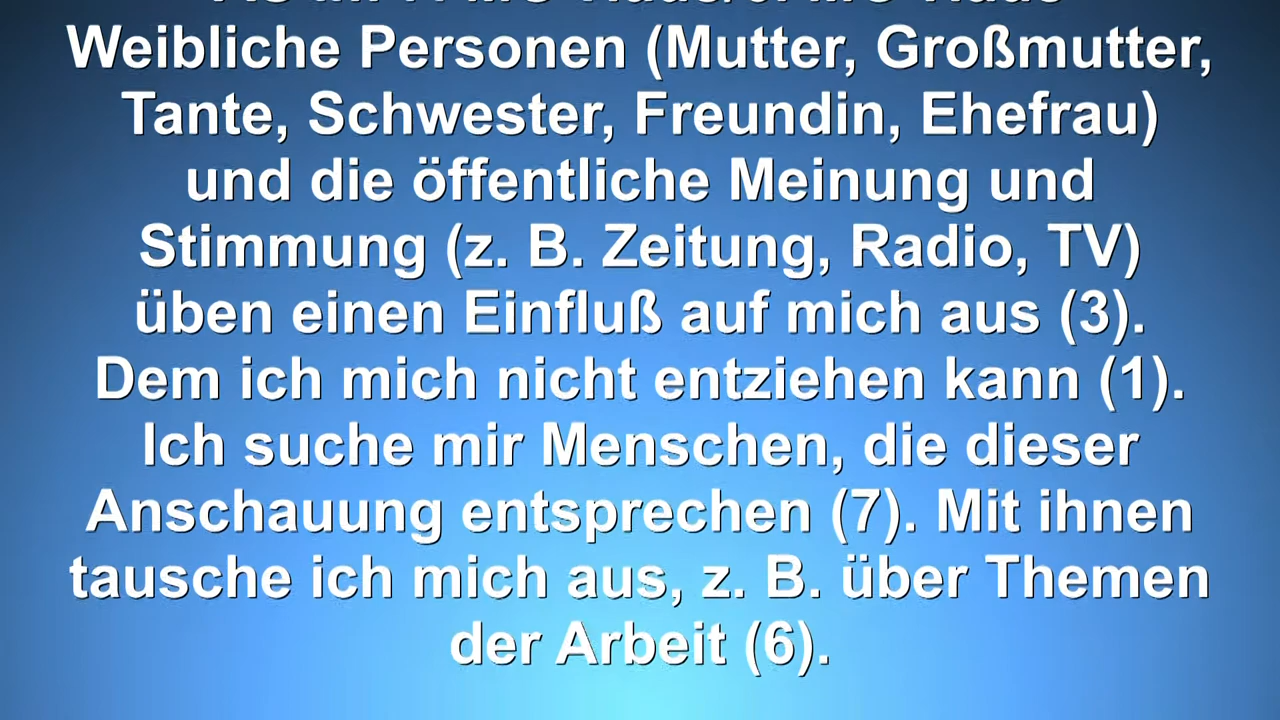 Weibliche Personen (Mutter, Großmutter,
Tante, Schwester, Freundin, Ehefrau)
und die öffentliche Meinung und
Stimmung (z. B. Zeitung, Radio, TV)
üben einen Einfluß auf mich aus (3).
Dem ich mich nicht entziehen kann (1).
Ich suche mir Menschen, die dieser
Anschauung entsprechen (7). Mit ihnen
tausche ich mich aus, z. B. über Themen
der Arbeit (6).